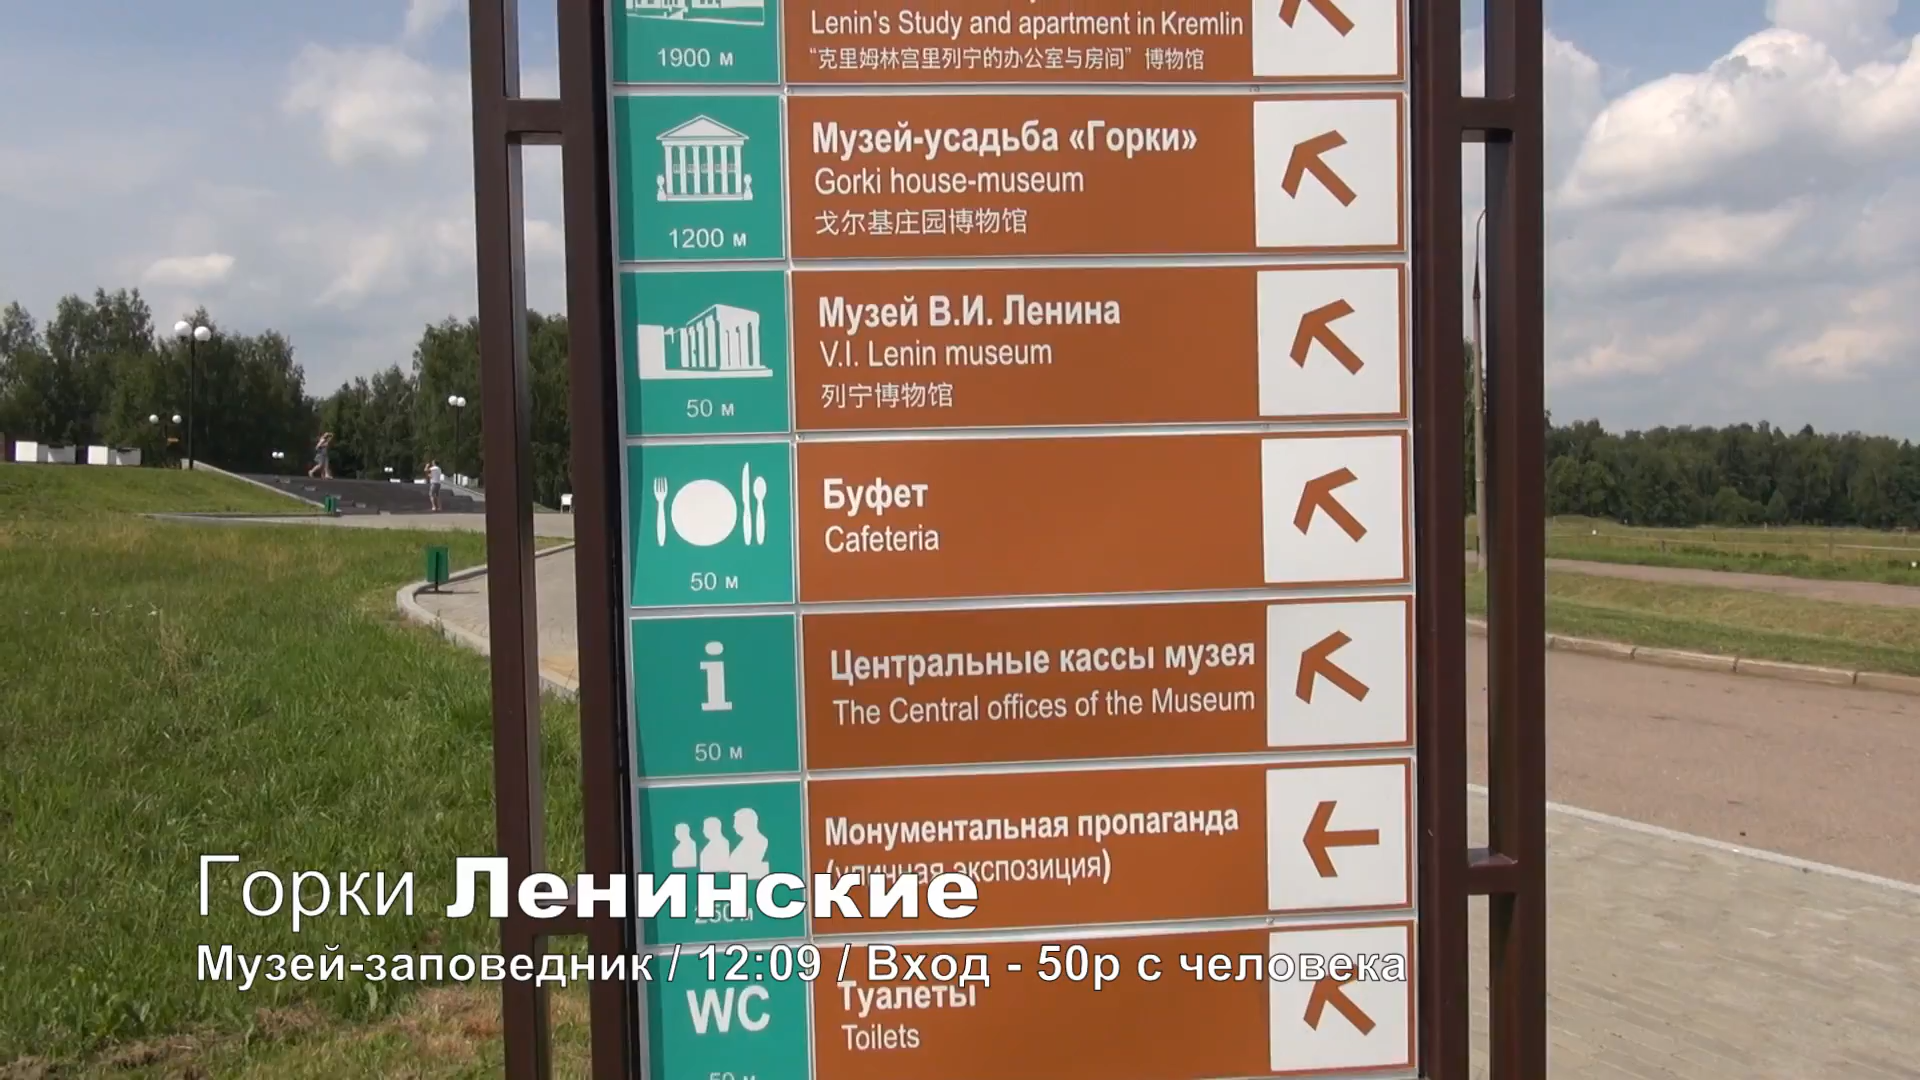 Lenin's Study and apartment in Kremlin
1900 м
“克里姆林宫里列宁的办公室与房间” 博物馆
Музей-усадьба «Горки»
Gorki house-museum
戈尔基庄园博物馆
1200 м
Музей В.И. Ленина
V.I. Lenin museum
列宁博物馆
50 м
Буфет
Cafeteria
50 м
i
Центральные кассы музея
The Central offices of the Museum
50 м
Монументальная пропаганда
(уличная экспозиция)
250 м
Горки Ленинские
Музей-заповедник / 12:09 / Вход - 50р с человека
WC
Туалеты
Toilets
50 м